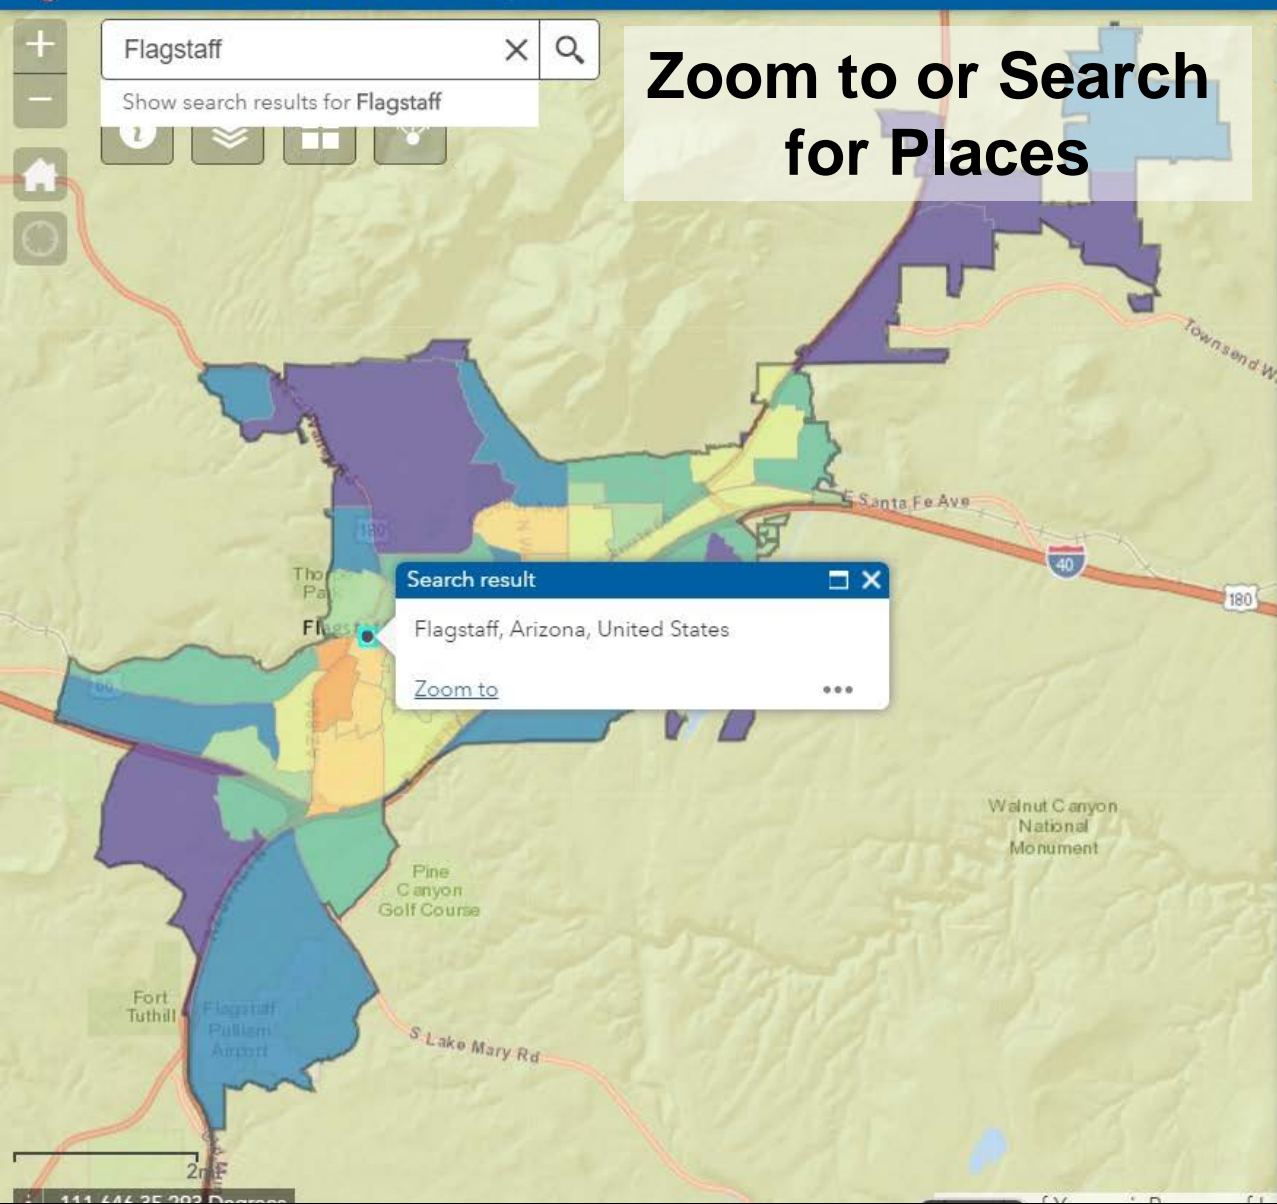 Flagstaff
Show search results for Flagstaff
Zoom to or Search
for Places
Townsend W
E Santa Fe Ave
180
40
180
Search result
Flagstaff, Arizona, United States
Zoom to
Flagstaff
66
Walnut Canyon
National
Monument
Pine
Canyon
Golf Course
Fort
Tuthill
Flagstaff
Pulliam
Airport
S Lake Mary Rd